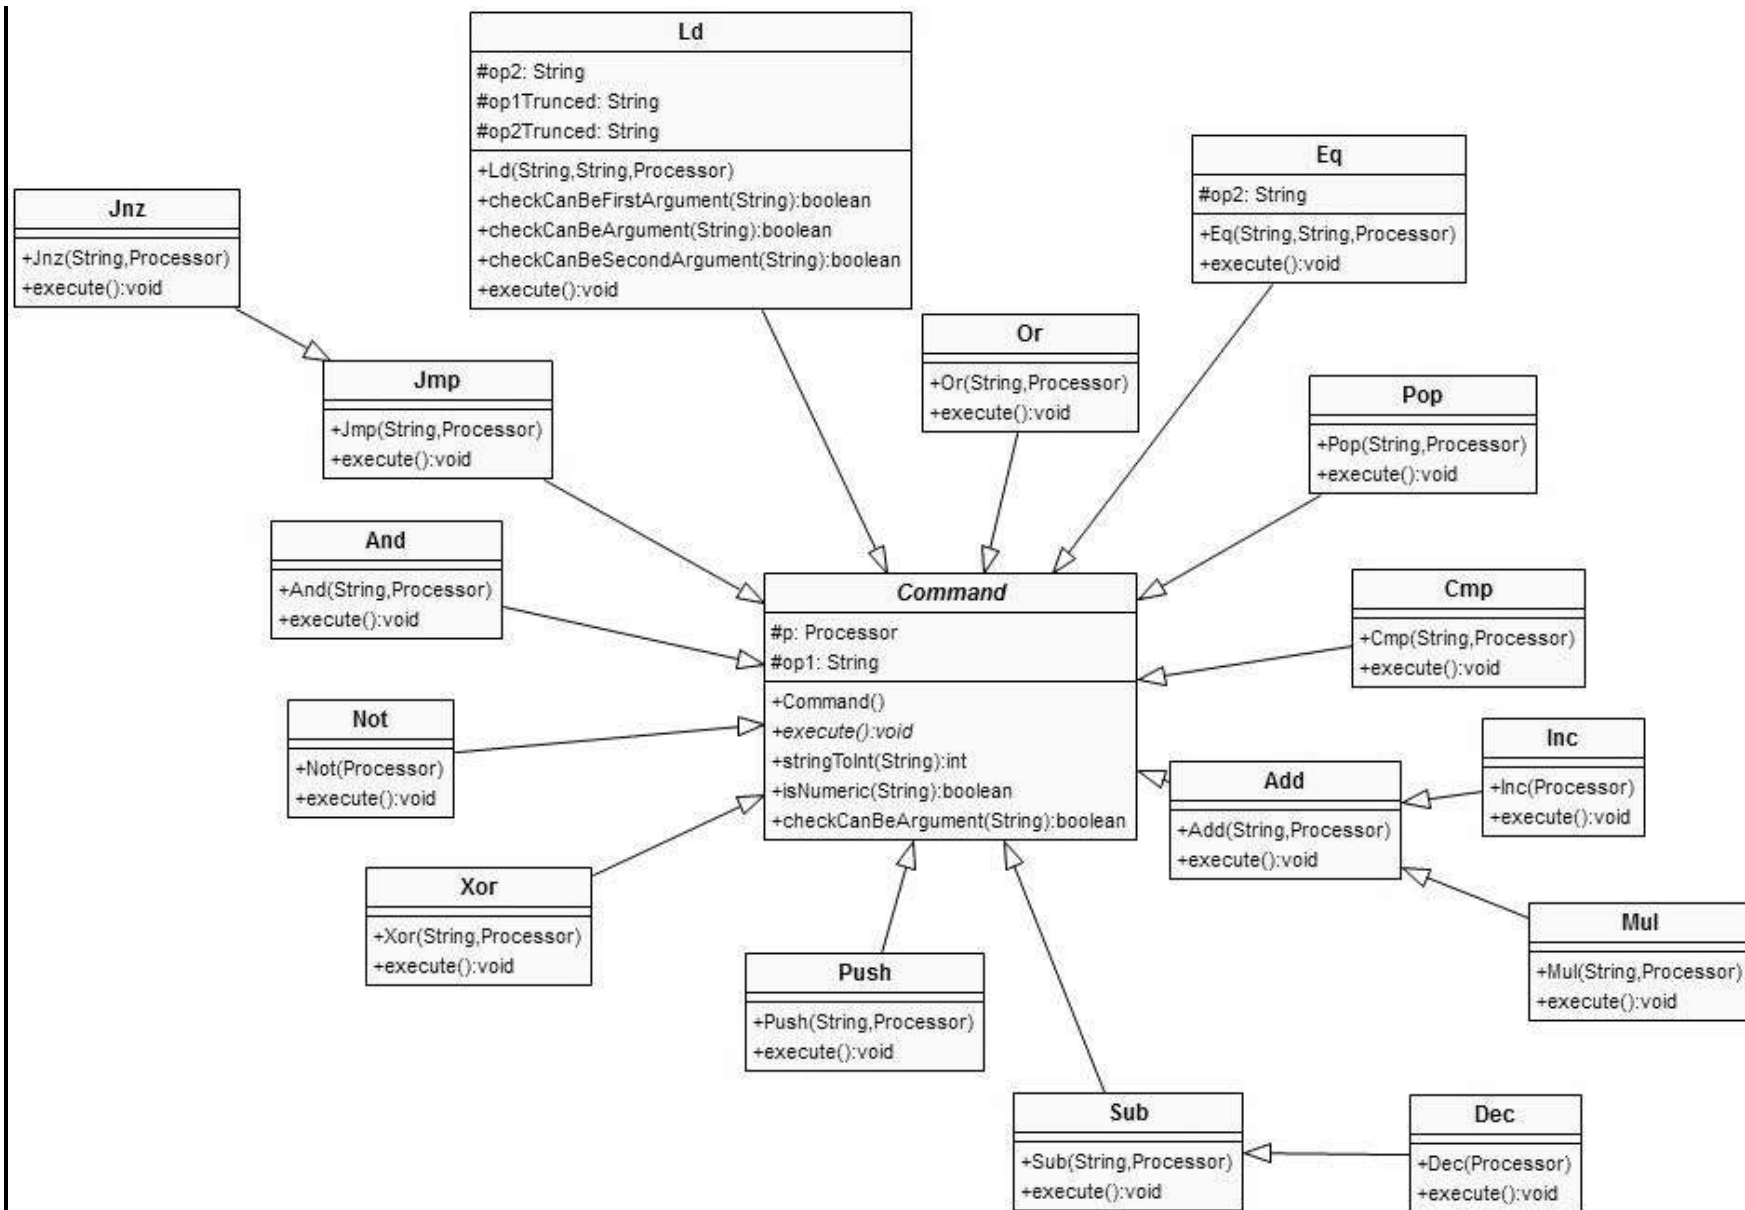 Ld
#op2: String
#op1Trunced: String
#op2Trunced: String
+Ld(String,String,Processor)
+checkCanBeFirstArgument(String):boolean
+checkCanBeArgument(String):boolean
+checkCanBeSecondArgument(String):boolean
+execute():void
Eq
#op2: String
+Eq(String,String,Processor)
+execute():void
Jnz
+Jnz(String,Processor)
+execute():void
Or
+Or(String,Processor)
+execute():void
Jmp
+Jmp(String,Processor)
+execute():void
Pop
+Pop(String,Processor)
+execute():void
And
+And(String,Processor)
+execute():void
Command
#p: Processor
#op1: String
+Command()
+execute():void
+stringToInt(String):int
+isNumeric(String):boolean
+checkCanBeArgument(String):boolean
Cmp
+Cmp(String,Processor)
+execute():void
Not
+Not(Processor)
+execute():void
Inc
+Inc(Processor)
+execute():void
Add
+Add(String,Processor)
+execute():void
Xor
+Xor(String,Processor)
+execute():void
Mul
+Mul(String,Processor)
+execute():void
Push
+Push(String,Processor)
+execute():void
Sub
+Sub(String,Processor)
+execute():void
Dec
+Dec(Processor)
+execute():void